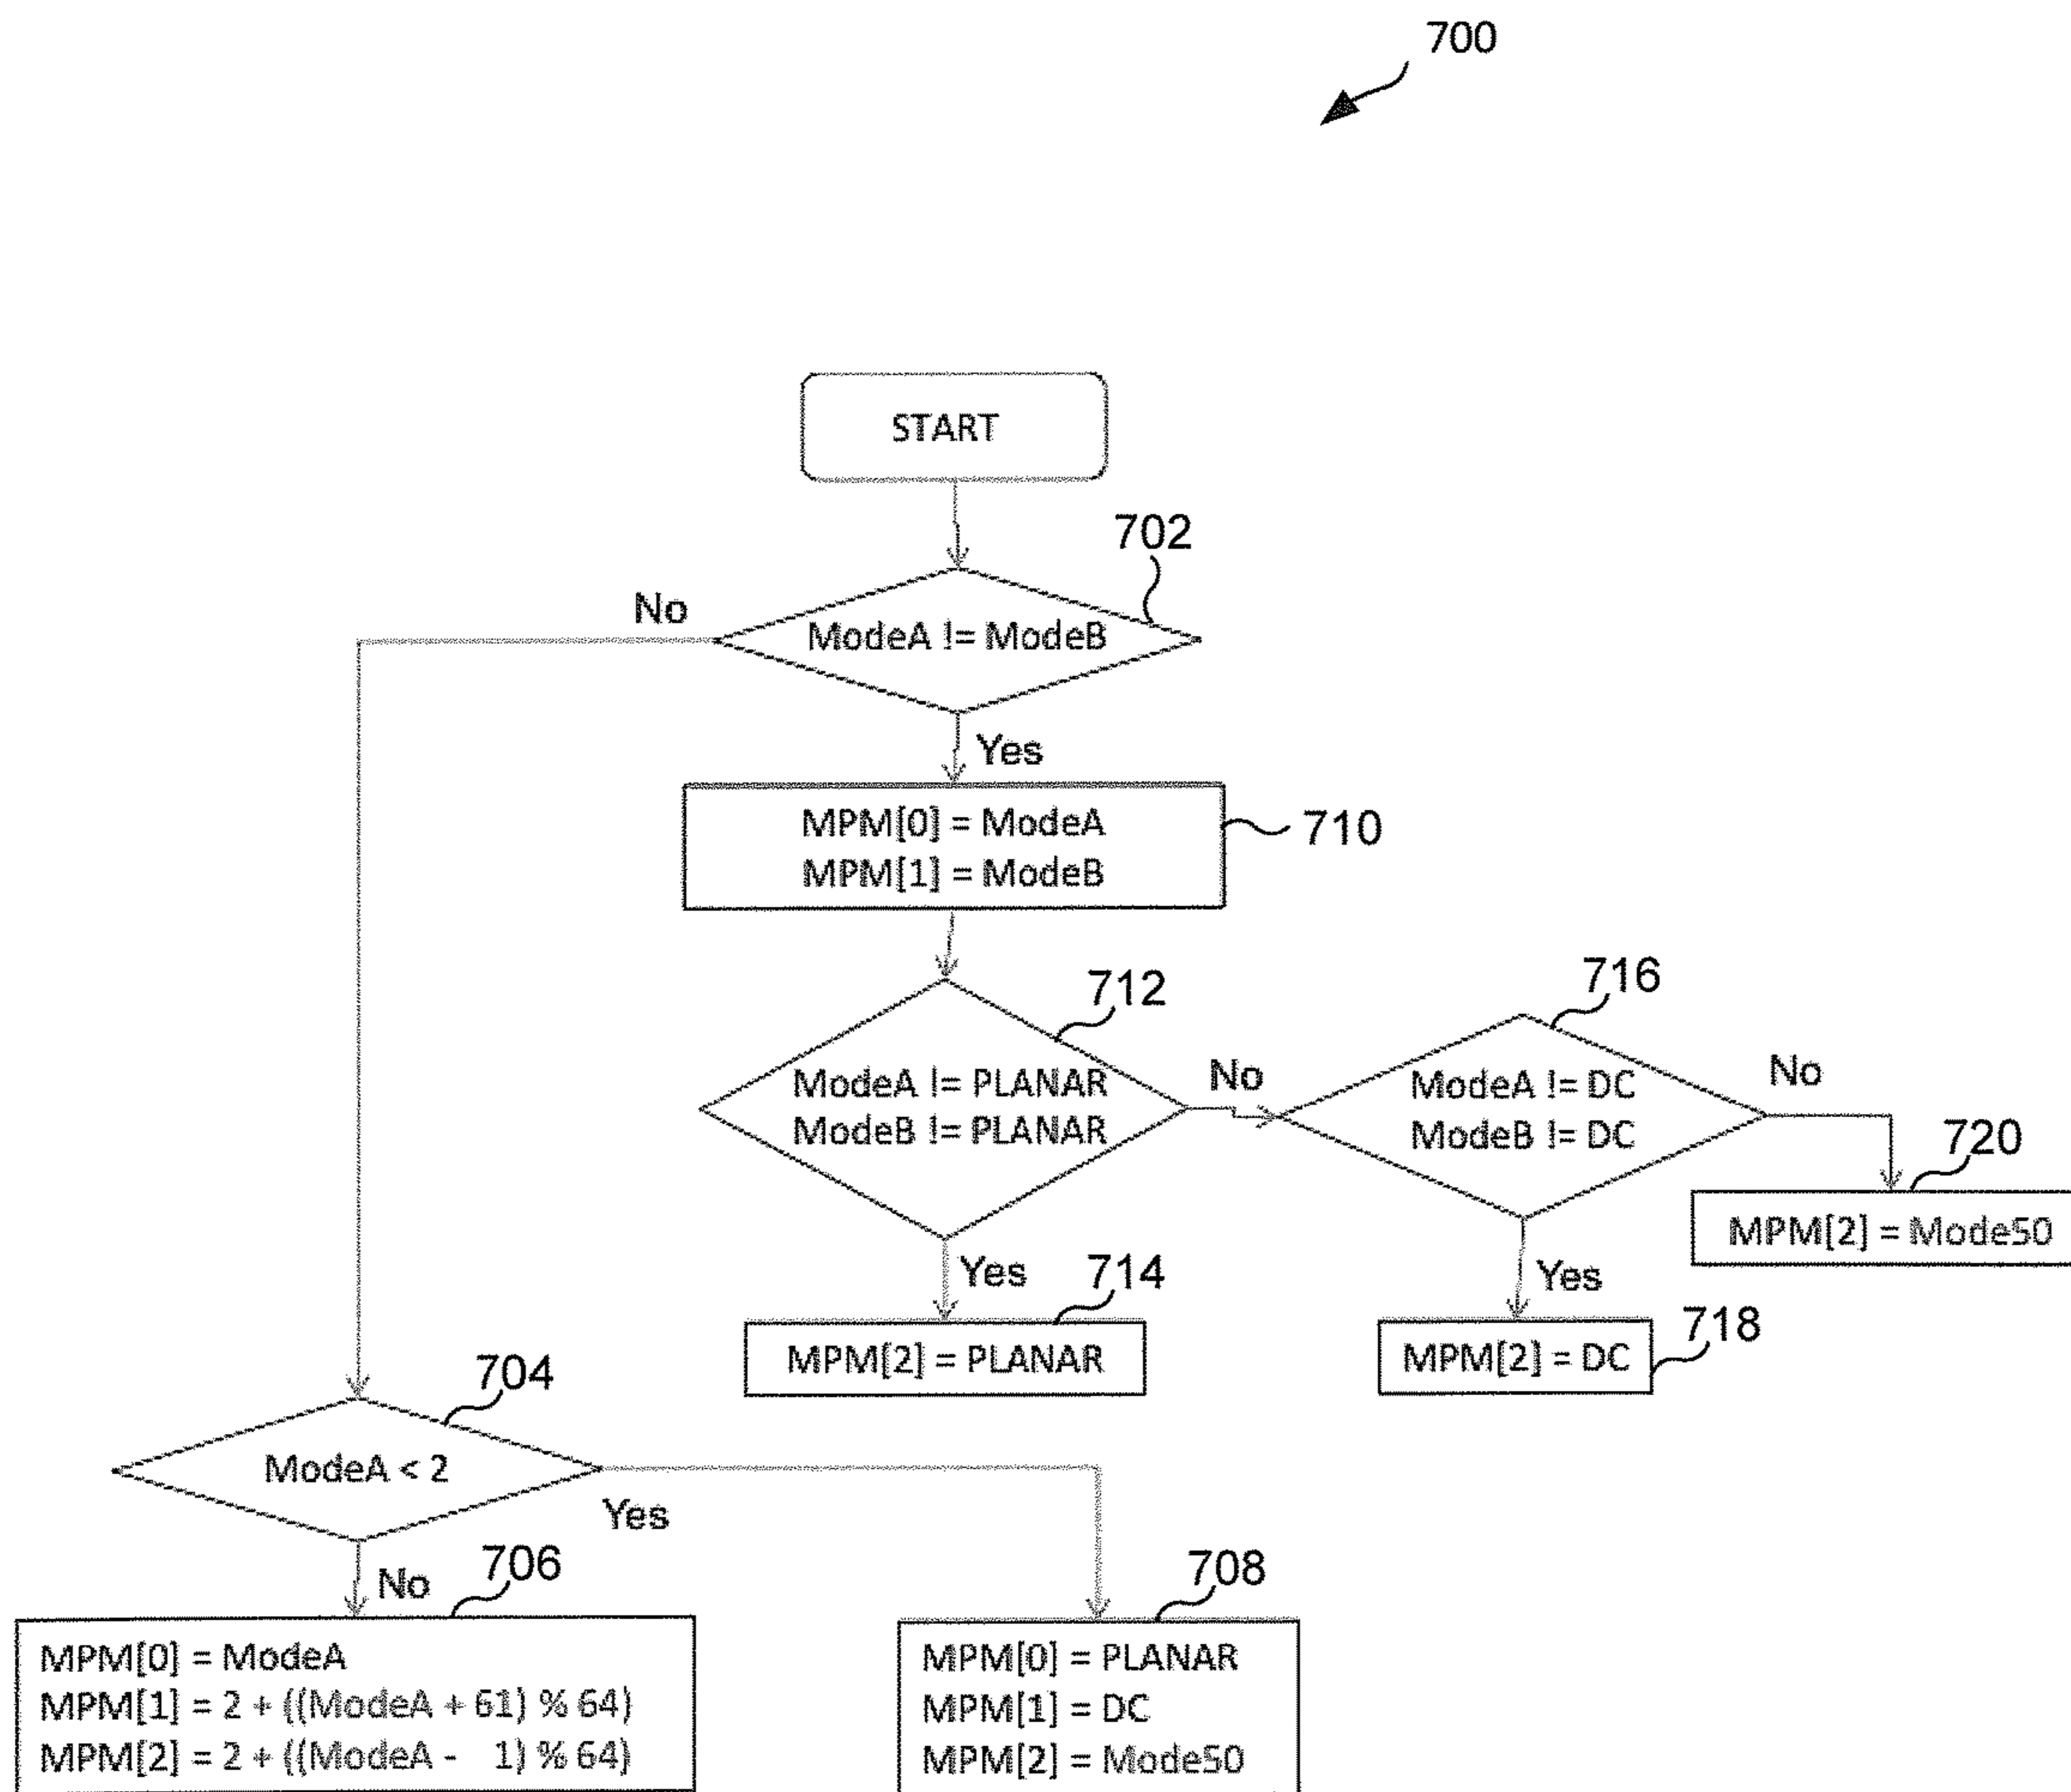 700
START
702
No
ModeA != ModeB
Yes
MPM[0] = ModeA
MPM[1] = ModeB
710
712
716
ModeA != PLANAR
ModeB != PLANAR
No
ModeA != DC
ModeB != DC
No
720
MPM[2] = Mode50
Yes
714
MPM[2] = PLANAR
Yes
718
MPM[2] = DC
704
ModeA < 2
Yes
No
706
MPM[0] = ModeA
MPM[1] = 2 + ((ModeA + 61) % 64)
MPM[2] = 2 + ((ModeA - 1) % 64)
708
MPM[0] = PLANAR
MPM[1] = DC
MPM[2] = Mode50